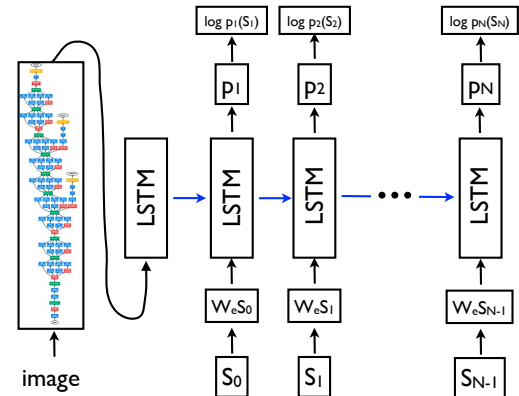 log p1(S1) log p2(S2) log pN(SN)
p1 p2 pN
LSTM LSTM LSTM LSTM
WeS0 WeS1 WeSN-1
image S0 S1 SN-1